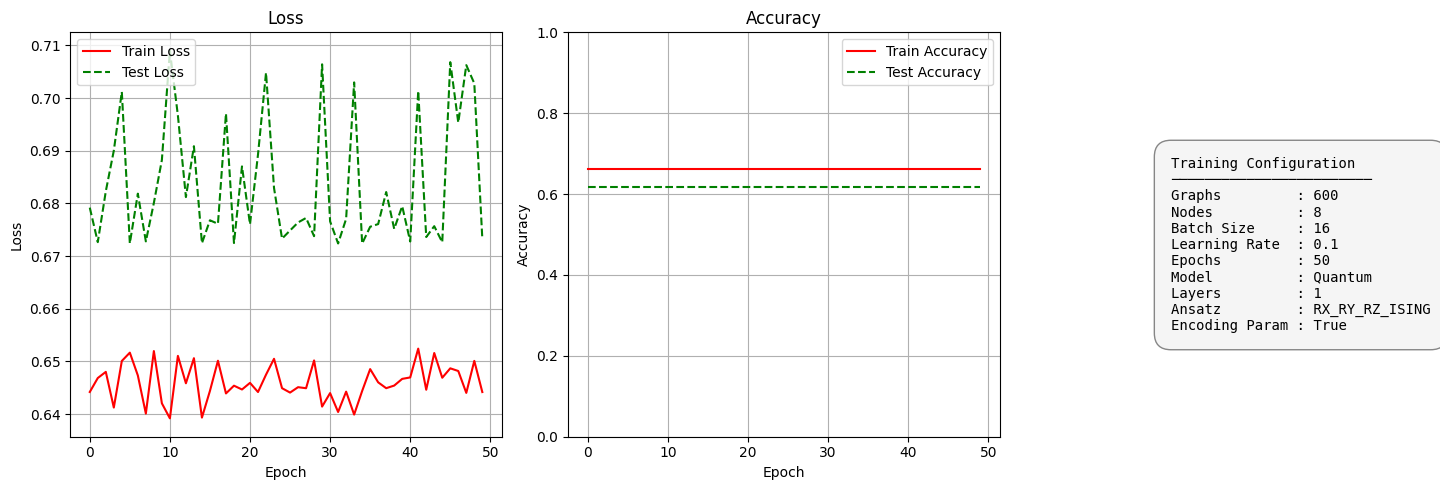 Loss
Train Loss
Test Loss
0.71
0.70
0.69
0.68
0.67
0.66
0.65
0.64
Loss
0
10
20
30
40
50
Epoch
Accuracy
Train Accuracy
Test Accuracy
1.0
0.8
0.6
0.4
0.2
0.0
Accuracy
0
10
20
30
40
50
Epoch
Training Configuration
Graphs : 600
Nodes : 8
Batch Size : 16
Learning Rate : 0.1
Epochs : 50
Model : Quantum
Layers : 1
Ansatz : RX_RY_RZ_ISING
Encoding Param : True